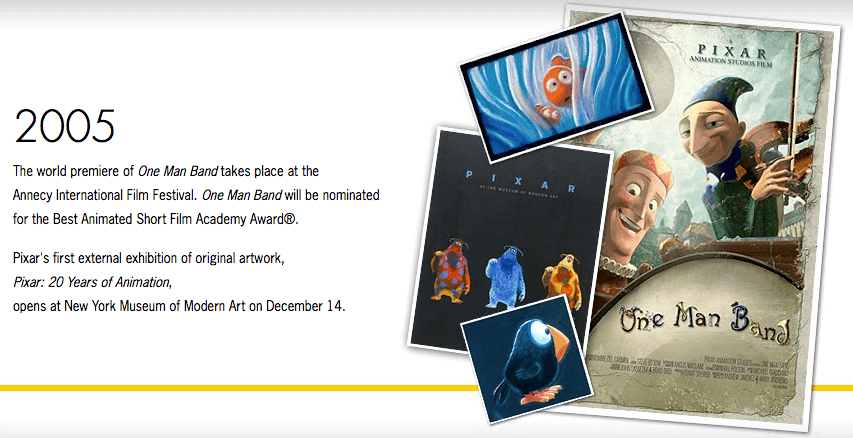 2005
The world premiere of One Man Band takes place at the
Annecy International Film Festival. One Man Band will be nominated
for the Best Animated Short Film Academy Award®.
Pixar's first external exhibition of original artwork,
Pixar: 20 Years of Animation,
opens at New York Museum of Modern Art on December 14.
PIXAR
AT THE MUSEUM OF MODERN ART
A
PIXAR
ANIMATION STUDIOS FILM
One Man Band